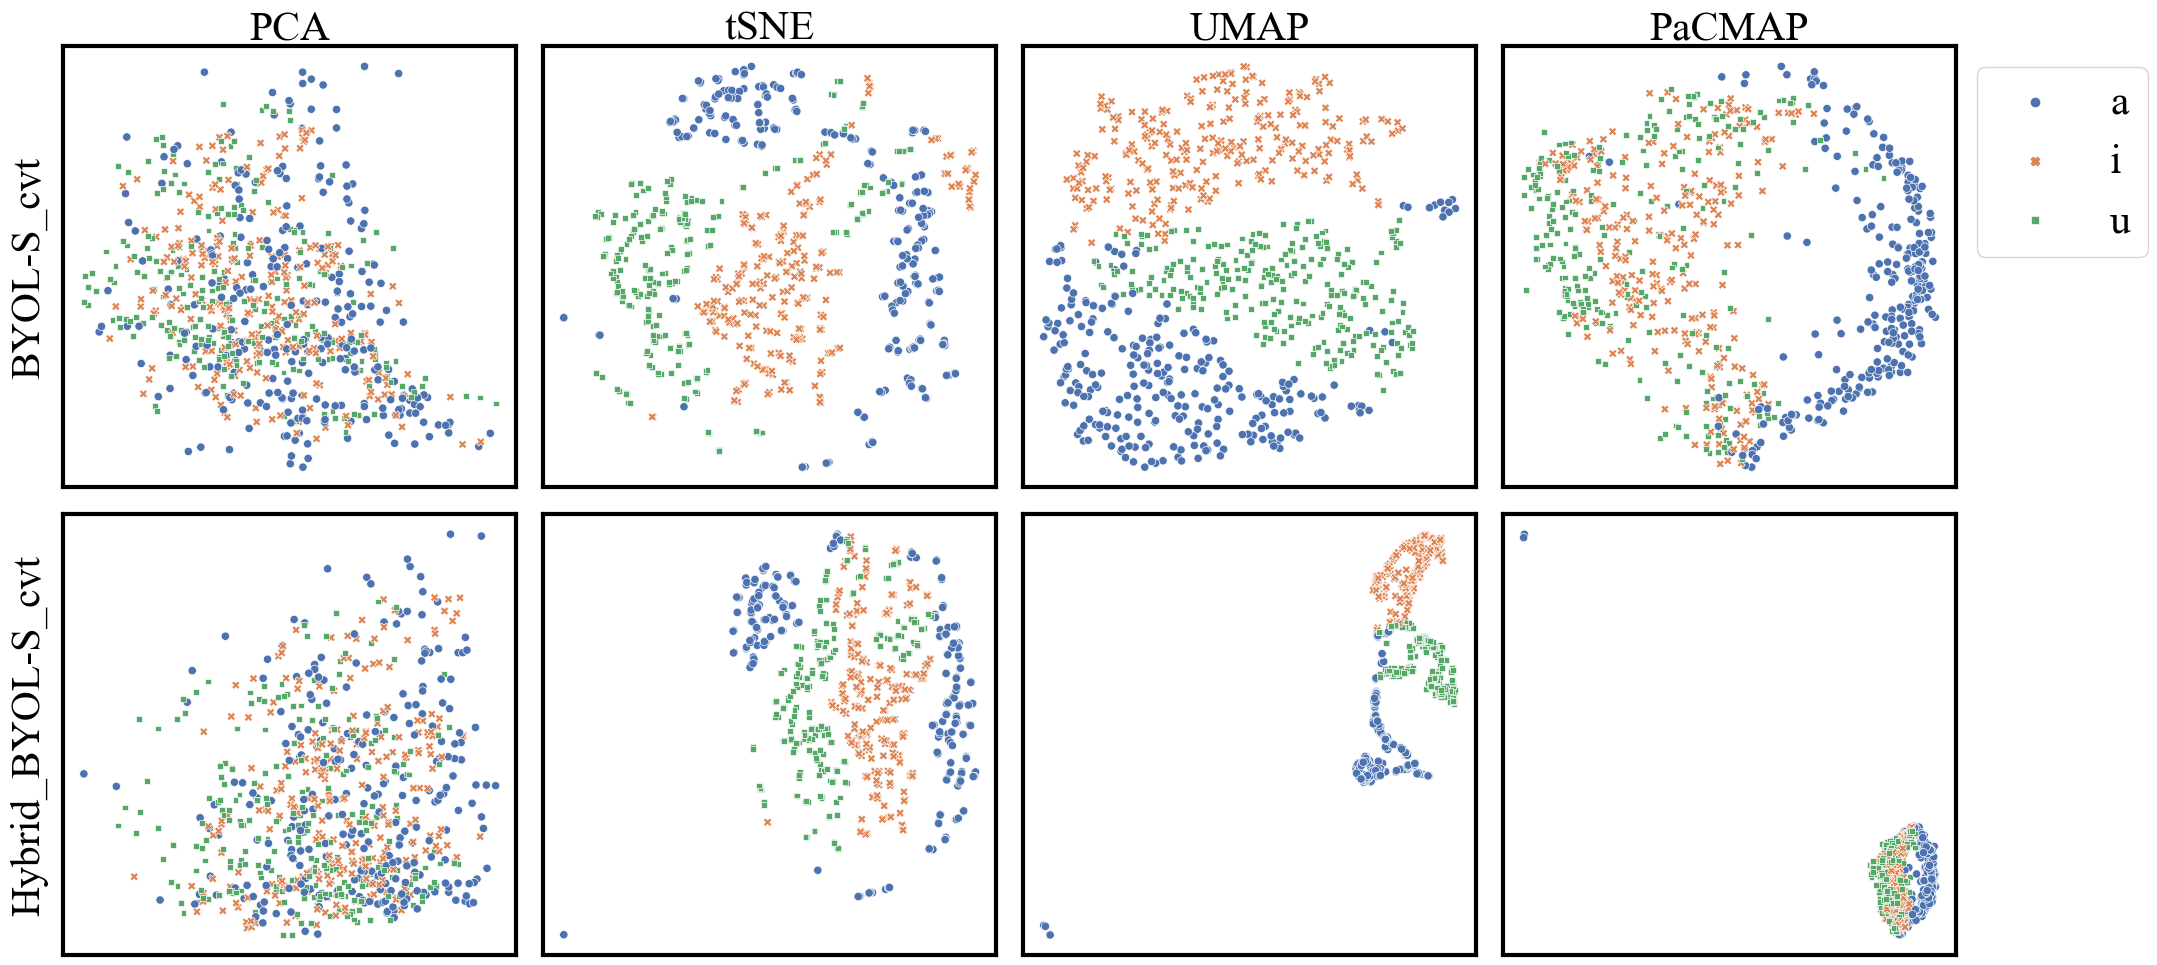 PCA
tSNE
UMAP
PaCMAP
BYOL-S_cvt
Hybrid_BYOL-S_cvt
a
i
u